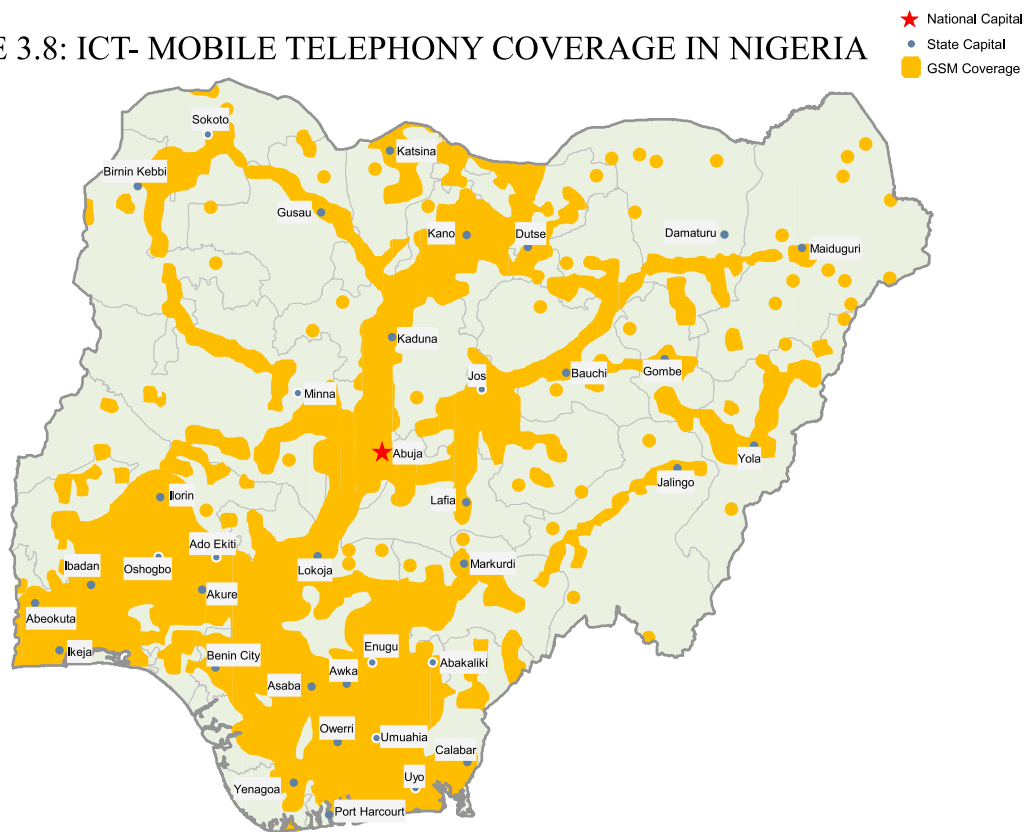 E 3.8: ICT- MOBILE TELEPHONY COVERAGE IN NIGERIA
National Capital
State Capital
GSM Coverage
Sokoto
Katsina
Birnin Kebbi
Gusau
Kano
Dutse
Damaturu
Maiduguri
Kaduna
Jos
Bauchi
Gombe
Minna
Abuja
Yola
Jalingo
Ilorin
Lafia
Ado Ekiti
Ibadan
Oshogbo
Lokoja
Markurdi
Akure
Abeokuta
Ikeja
Benin City
Enugu
Abakaliki
Awka
Asaba
Owerri
Umuahia
Calabar
Uyo
Yenagoa
Port Harcourt